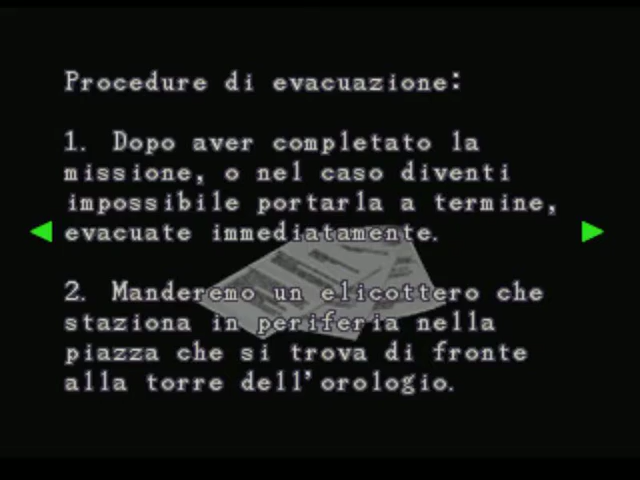 Procedure di evacuazione:
1. Dopo aver completato la
missione, o nel caso diventi
impossibile portarla a termine,
evacuate immediatamente.
2. Manderemo un elicottero che
staziona in periferia nella
piazza che si trova di fronte
alla torre dell'orologio.